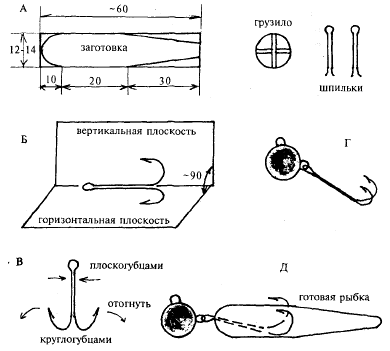 А
~60
12-14
заготовка
10
20
30
грузило
шпильки
Б
вертикальная плоскость
~90
горизонтальная плоскость
Г
В
плоскогубцами
отогнуть
круглогубцами
Д
готовая рыбка